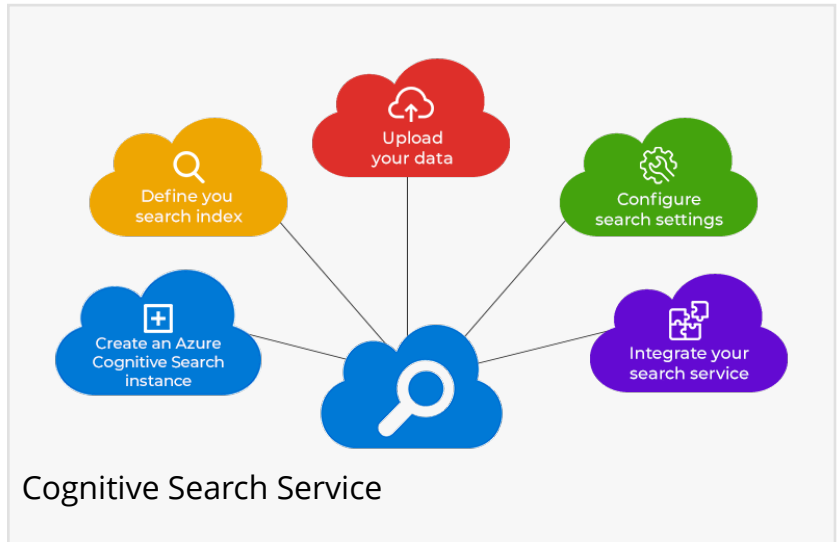 Upload
your data
Define you
search index
Configure
search settings
Create an Azure
Cognitive Search
instance
Integrate your
search service
Cognitive Search Service